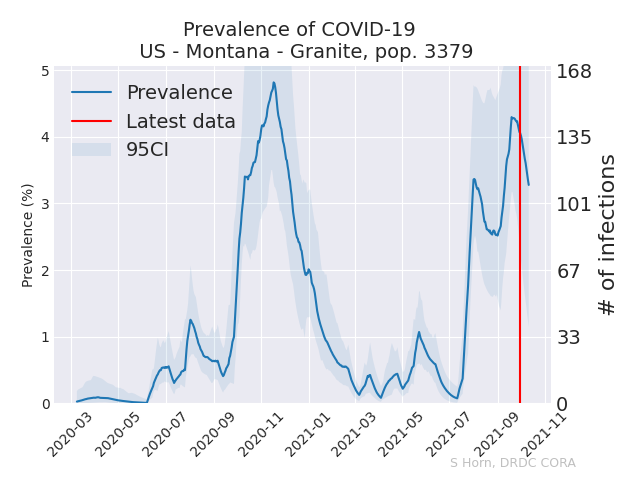 Prevalence of COVID-19
US - Montana - Granite, pop. 3379
Prevalence
Latest data
95CI
Prevalence (%)
5
4
3
2
1
0
168
135
101
67
33
0
# of infections
2020-03
2020-05
2020-07
2020-09
2020-11
2021-01
2021-03
2021-05
2021-07
2021-09
2021-11
S Horn, DRDC CORA